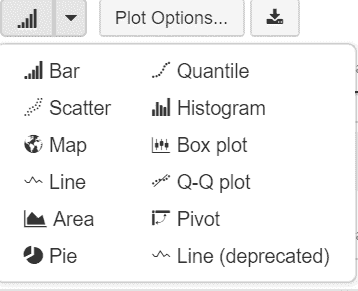 Plot Options...
Bar
Quantile
Scatter
Histogram
Map
Box plot
Line
Q-Q plot
Area
Pivot
Pie
Line (deprecated)